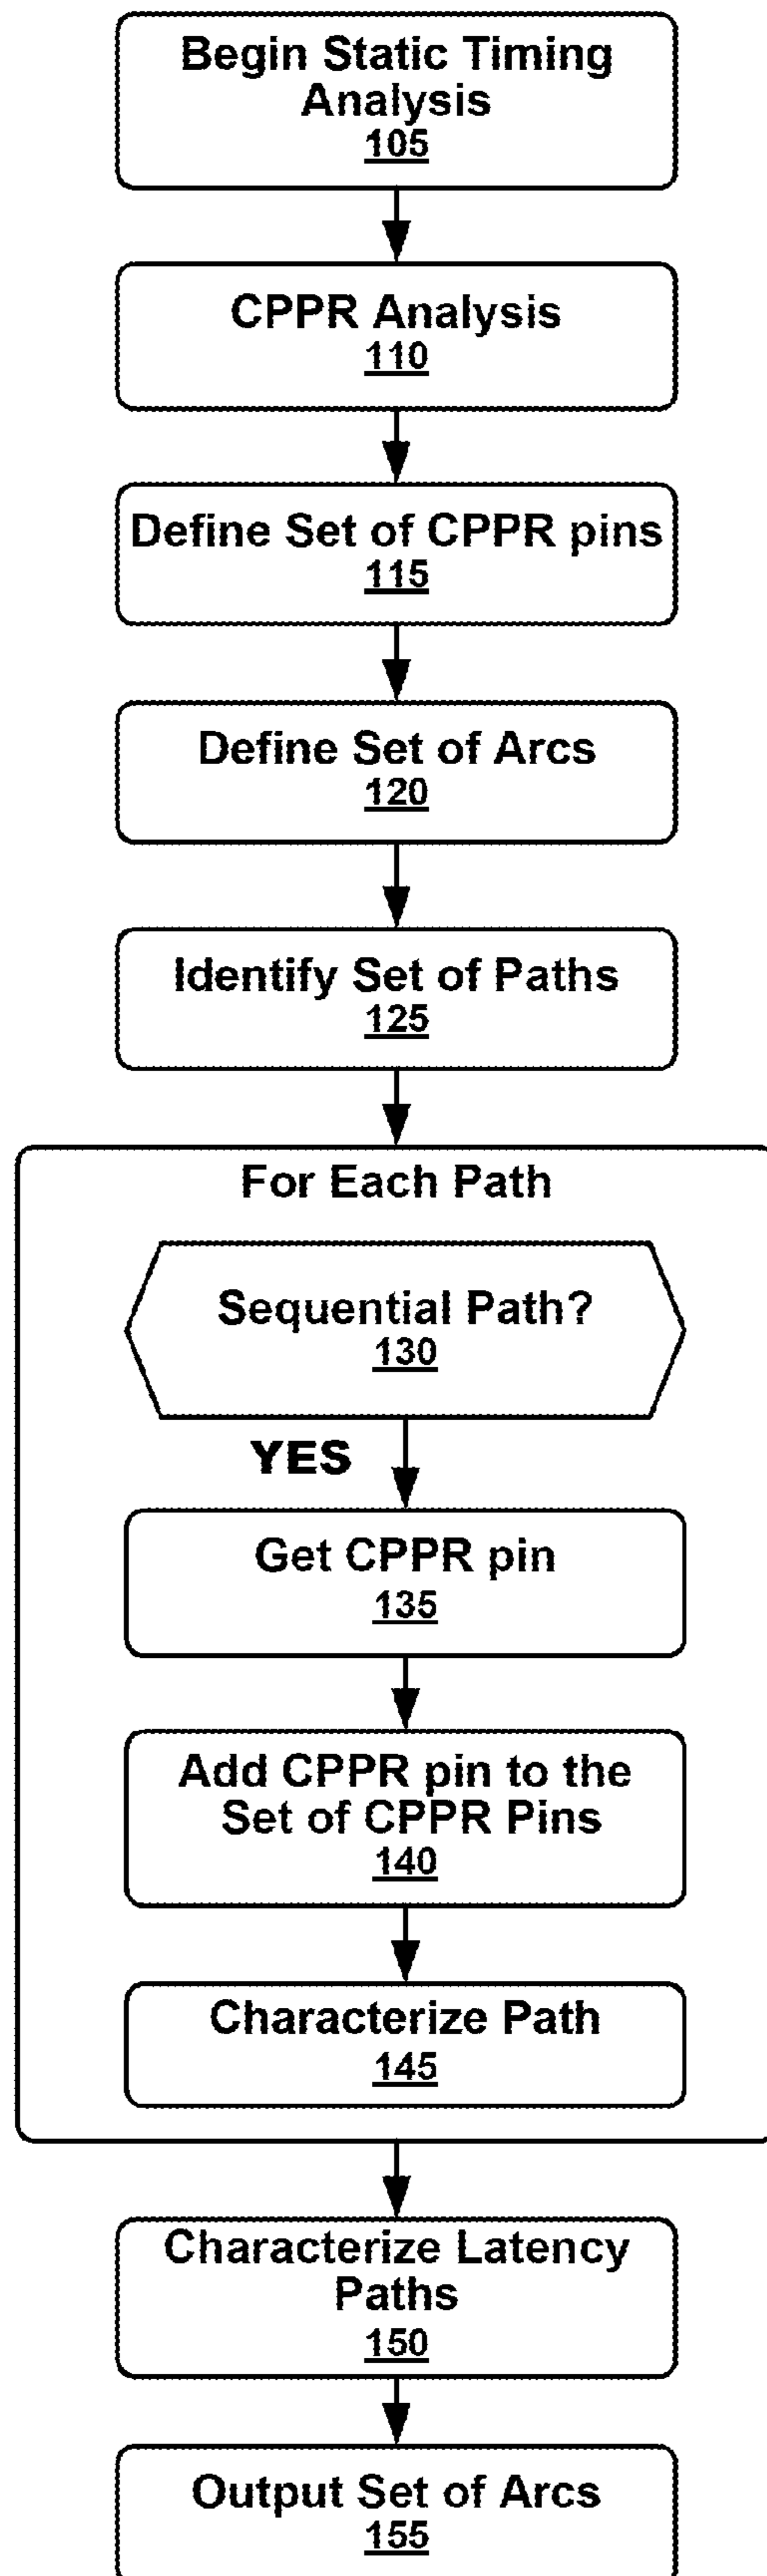 Begin Static Timing
Analysis
105
CPPR Analysis
110
Define Set of CPPR pins
115
Define Set of Arcs
120
Identify Set of Paths
125
For Each Path
Sequential Path?
130
YES
Get CPPR pin
135
Add CPPR pin to the
Set of CPPR Pins
140
Characterize Path
145
Characterize Latency
Paths
150
Output Set of Arcs
155